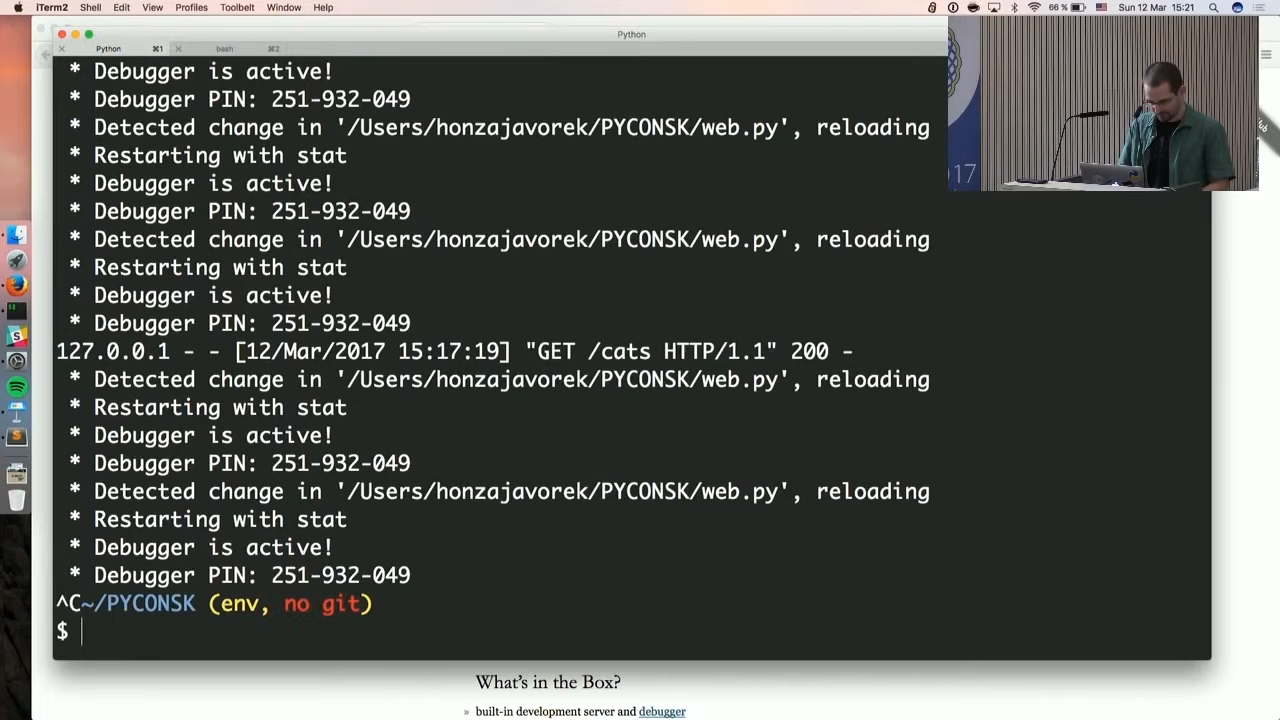 iTerm2 Shell Edit View Profiles Toolbelt Window Help 66 % Sun 12 Mar 15:21
Python
Python ⌘1 bash ⌘2
* Debugger is active!
* Debugger PIN: 251-932-049
* Detected change in '/Users/honzajavorek/PYCONSK/web.py', reloading
* Restarting with stat
* Debugger is active!
* Debugger PIN: 251-932-049
* Detected change in '/Users/honzajavorek/PYCONSK/web.py', reloading
* Restarting with stat
* Debugger is active!
* Debugger PIN: 251-932-049
127.0.0.1 - - [12/Mar/2017 15:17:19] "GET /cats HTTP/1.1" 200 -
* Detected change in '/Users/honzajavorek/PYCONSK/web.py', reloading
* Restarting with stat
* Debugger is active!
* Debugger PIN: 251-932-049
* Detected change in '/Users/honzajavorek/PYCONSK/web.py', reloading
* Restarting with stat
* Debugger is active!
* Debugger PIN: 251-932-049
^C~/PYCONSK (env, no git)
$
What's in the Box?
» built-in development server and debugger
17